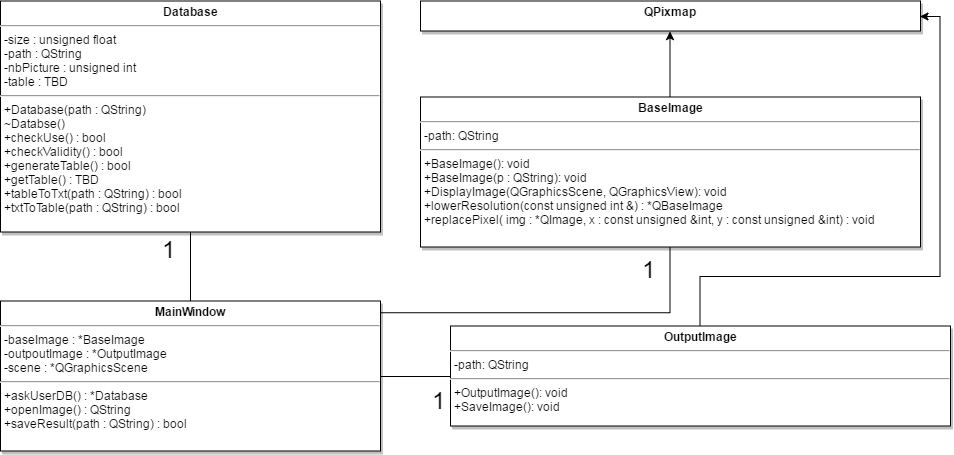 Database
-size : unsigned float
-path : QString
-nbPicture : unsigned int
-table : TBD
+Database(path : QString)
~Databse()
+checkUse() : bool
+checkValidity() : bool
+generateTable() : bool
+getTable() : TBD
+tableToTxt(path : QString) : bool
+txtToTable(path : QString) : bool
QPixmap
BaseImage
-path: QString
+BaseImage(): void
+BaseImage(p : QString): void
+DisplayImage(QGraphicsScene, QGraphicsView): void
+lowerResolution(const unsigned int &) : *QBaseImage
+replacePixel( img : *QImage, x : const unsigned &int, y : const unsigned &int) : void
1
1
MainWindow
-baseImage : *BaseImage
-outpoutImage : *OutputImage
-scene : *QGraphicsScene
+askUserDB() : *Database
+openImage() : QString
+saveResult(path : QString) : bool
1
OutputImage
-path: QString
+OutputImage(): void
+SaveImage(): void